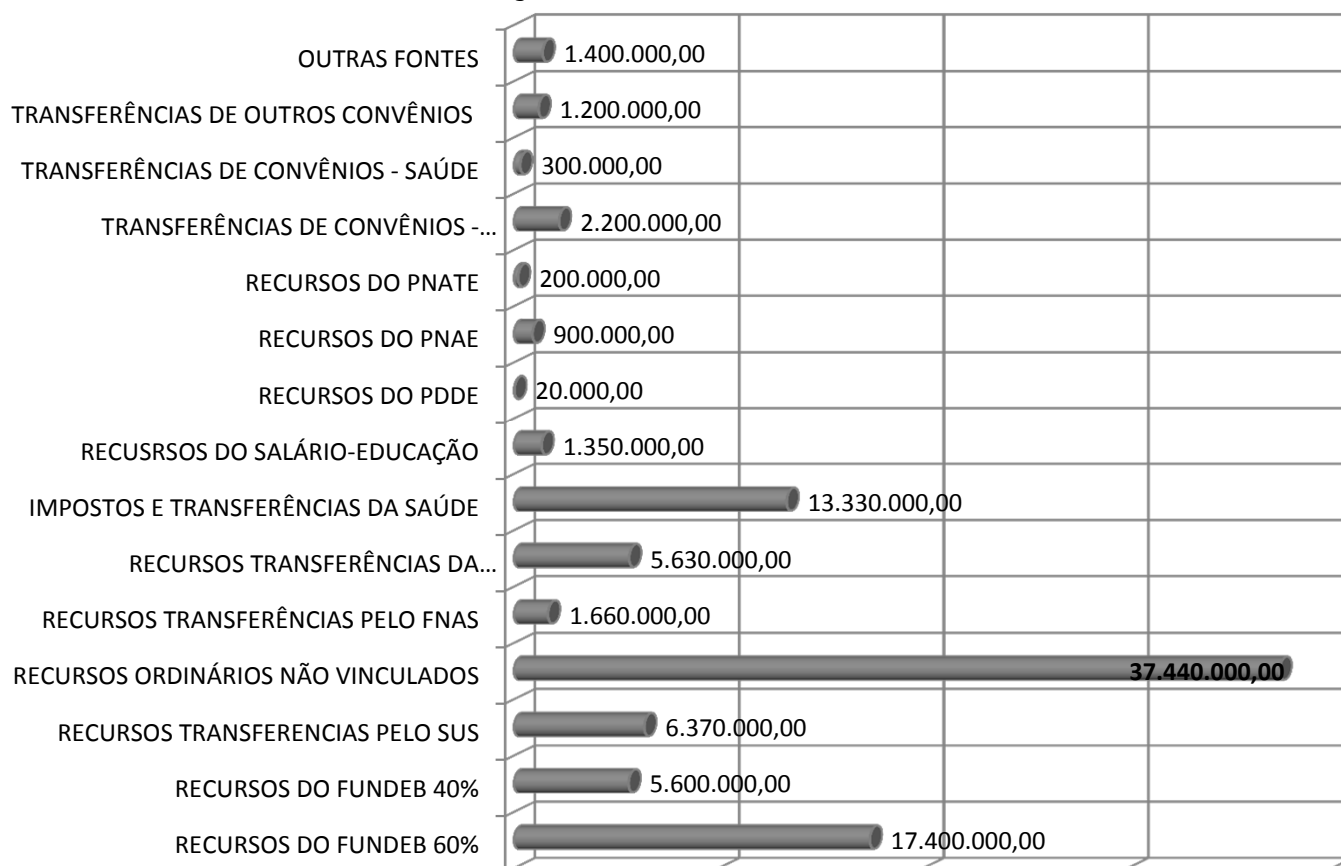 OUTRAS FONTES 1.400.000,00
TRANSFERÊNCIAS DE OUTROS CONVÊNIOS 1.200.000,00
TRANSFERÊNCIAS DE CONVÊNIOS - SAÚDE 300.000,00
TRANSFERÊNCIAS DE CONVÊNIOS -... 2.200.000,00
RECURSOS DO PNATE 200.000,00
RECURSOS DO PNAE 900.000,00
RECURSOS DO PDDE 20.000,00
RECUSRSOS DO SALÁRIO-EDUCAÇÃO 1.350.000,00
IMPOSTOS E TRANSFERÊNCIAS DA SAÚDE 13.330.000,00
RECURSOS TRANSFERÊNCIAS DA... 5.630.000,00
RECURSOS TRANSFERÊNCIAS PELO FNAS 1.660.000,00
RECURSOS ORDINÁRIOS NÃO VINCULADOS 37.440.000,00
RECURSOS TRANSFERENCIAS PELO SUS 6.370.000,00
RECURSOS DO FUNDEB 40% 5.600.000,00
RECURSOS DO FUNDEB 60% 17.400.000,00